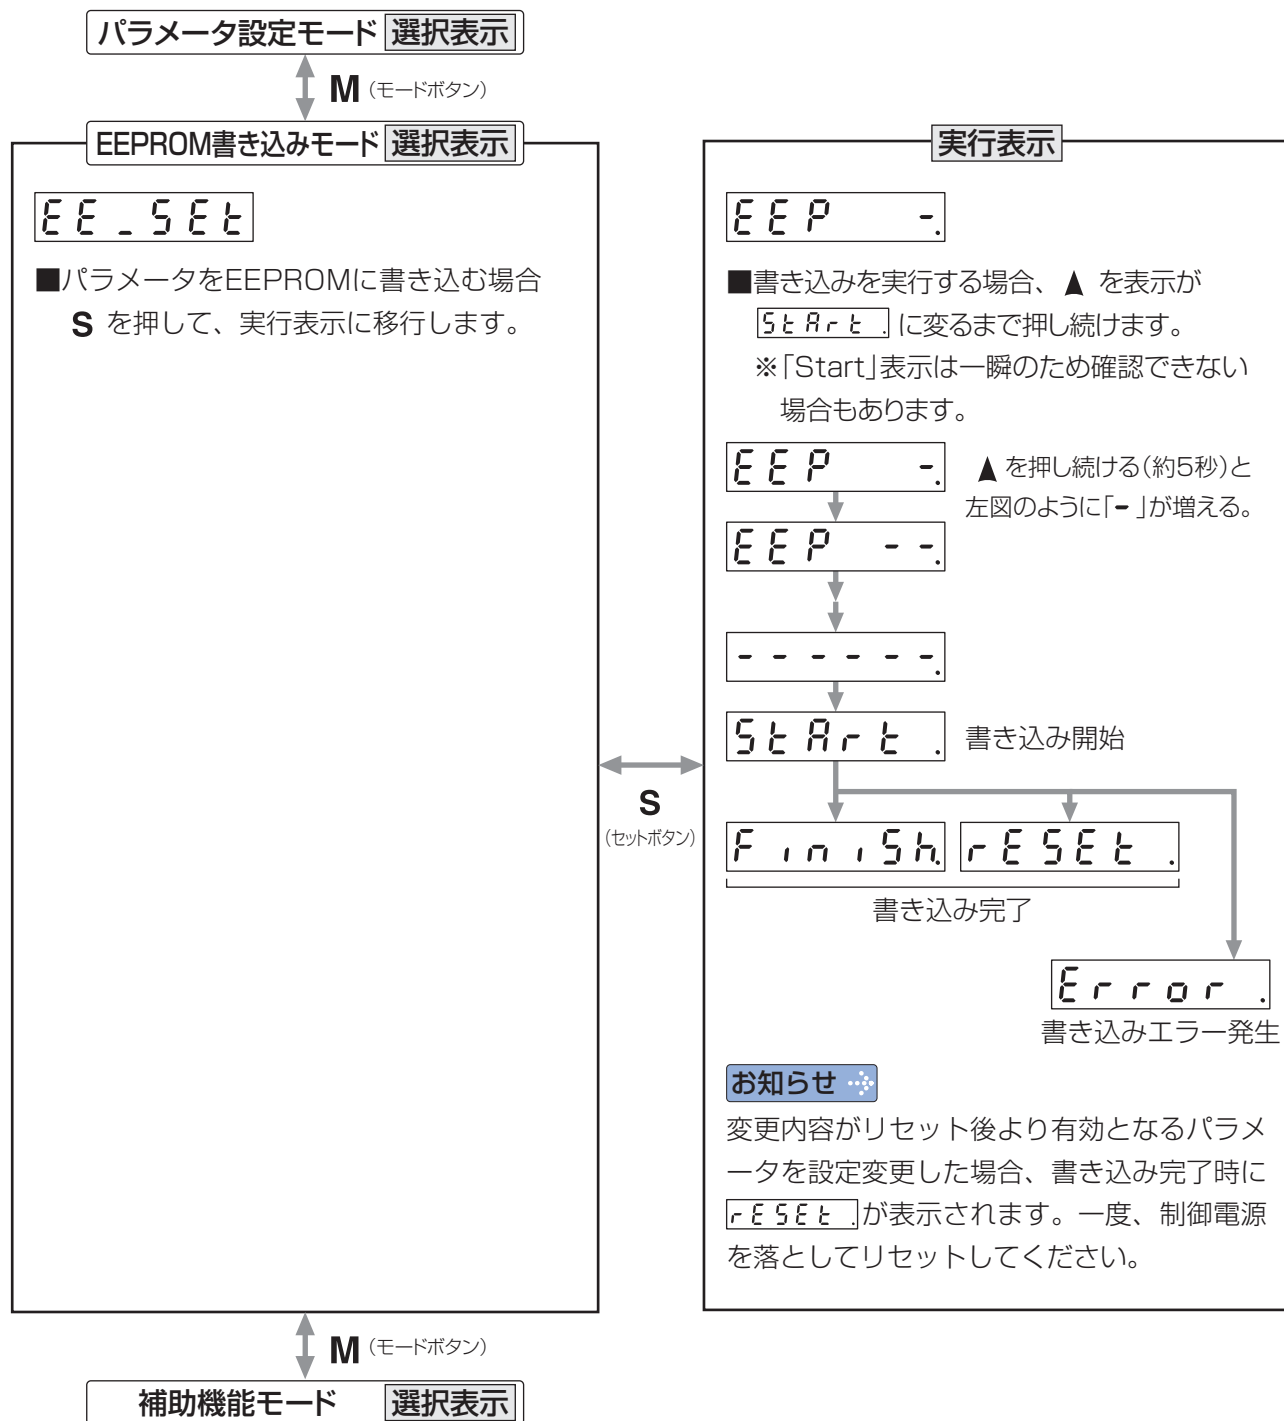 パラメータ設定モード 選択表示
M（モードボタン）
EEPROM書き込みモード 選択表示
EE_SEt
■パラメータをEEPROMに書き込む場合
S を押して、実行表示に移行します。
S
（セットボタン）
実行表示
EEP -.
■書き込みを実行する場合、▲ を表示が
StArt . に変るまで押し続けます。
※「Start」表示は一瞬のため確認できない
場合もあります。
EEP -.
▲ を押し続ける（約5秒）と
左図のように「-」が増える。
EEP --.
------.
StArt . 書き込み開始
FiniSh. rESEt .
書き込み完了
Error .
書き込みエラー発生
お知らせ
変更内容がリセット後より有効となるパラメ
ータを設定変更した場合、書き込み完了時に
rESEt .が表示されます。一度、制御電源
を落としてリセットしてください。
M（モードボタン）
補助機能モード 選択表示